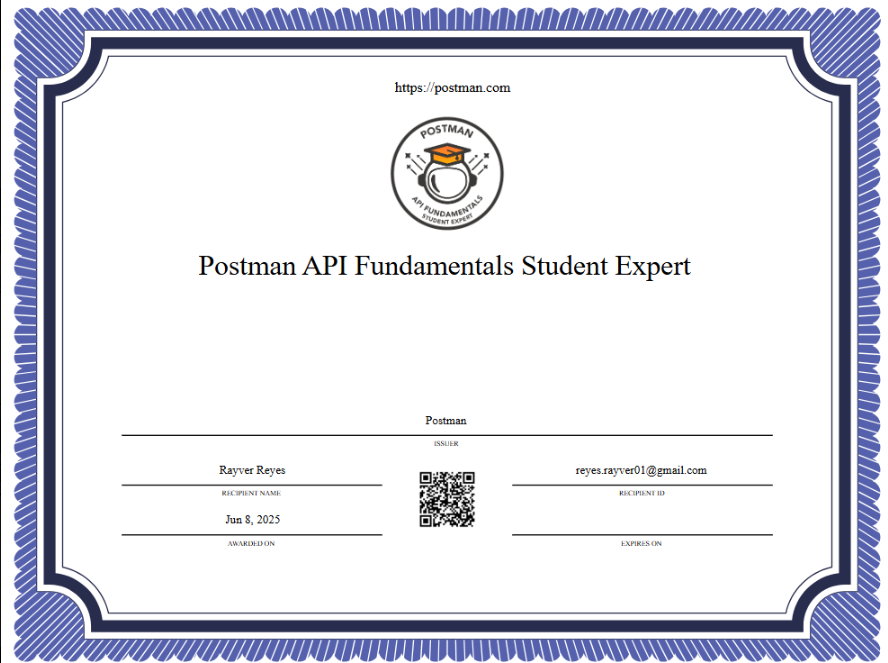 https://postman.com
POSTMAN
API FUNDAMENTALS
STUDENT EXPERT
Postman API Fundamentals Student Expert
Postman
ISSUER
Rayver Reyes
RECIPIENT NAME
reyes.rayver01@gmail.com
RECIPIENT ID
Jun 8, 2025
AWARDED ON
EXPIRES ON